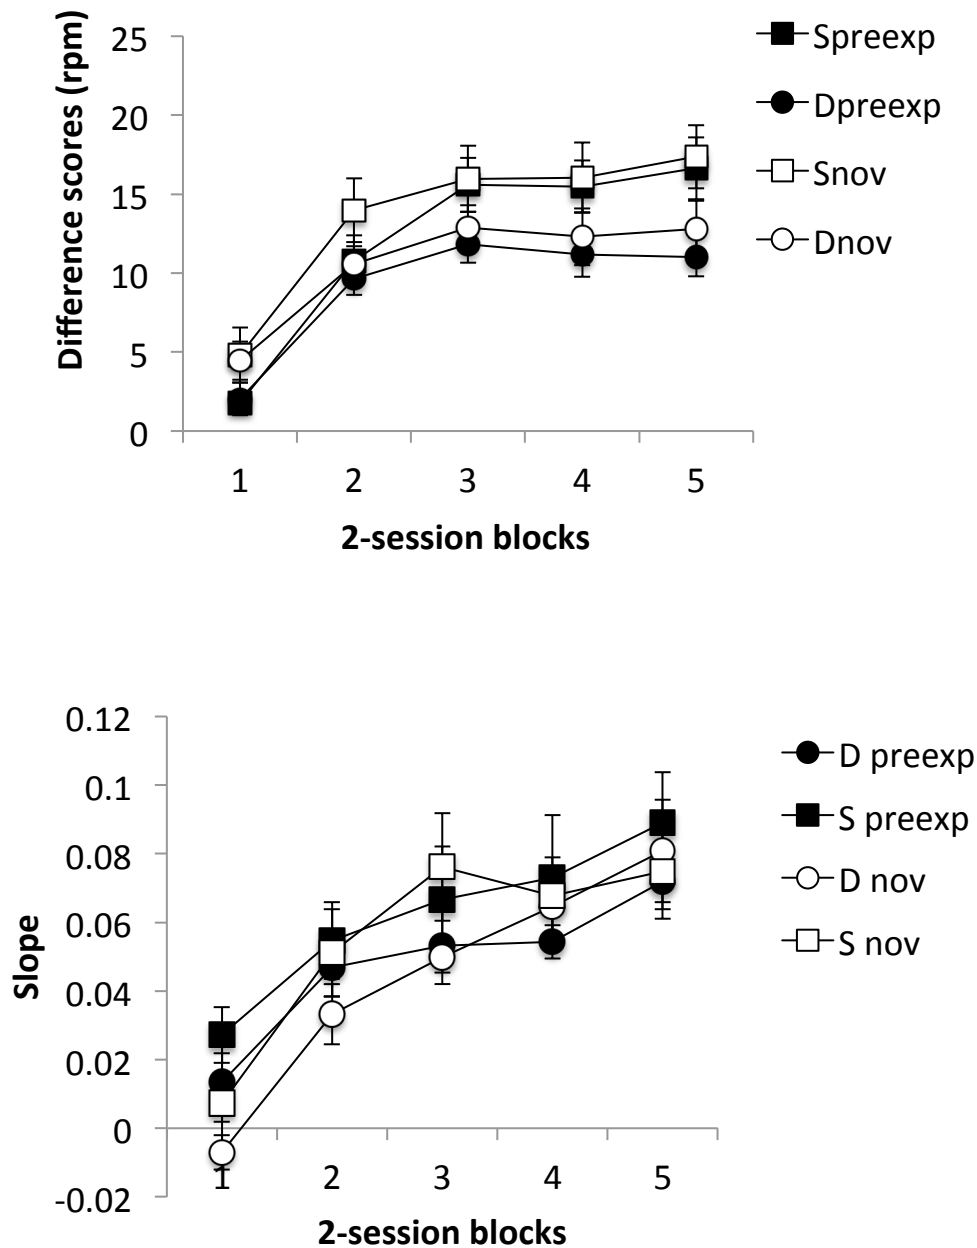 Difference scores (rpm)
25
20
15
10
5
0
1 2 3 4 5
2-session blocks
Spreexp
Dpreexp
Snov
Dnov
Slope
0.12
0.1
0.08
0.06
0.04
0.02
0
-0.02
1 2 3 4 5
2-session blocks
D preexp
S preexp
D nov
S nov